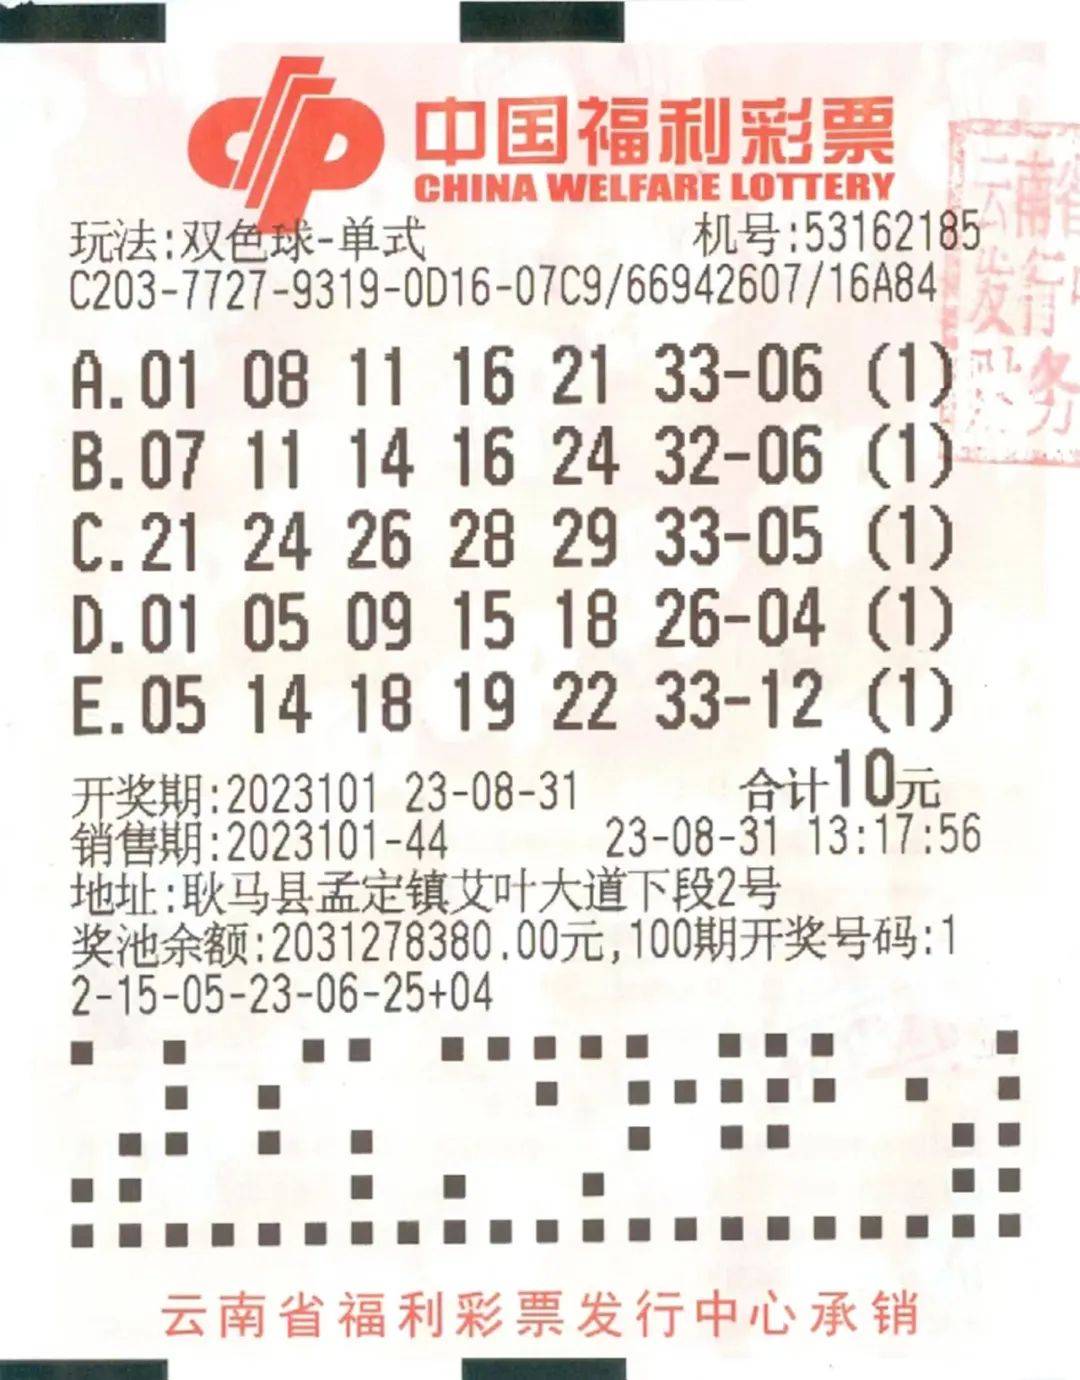 中国福利彩票
CHINA WELFARE LOTTERY
玩法:双色球-单式 机号:53162185
C203-7727-9319-0D16-07C9/66942607/16A84
A.01 08 11 16 21 33-06 (1)
B.07 11 14 16 24 32-06 (1)
C.21 24 26 28 29 33-05 (1)
D.01 05 09 15 18 26-04 (1)
E.05 14 18 19 22 33-12 (1)
开奖期:2023101 23-08-31 合计10元
销售期:2023101-44 23-08-31 13:17:56
地址:耿马县孟定镇艾叶大道下段2号
奖池余额:2031278380.00元,100期开奖号码:1
2-15-05-23-06-25+04
云南省福利彩票发行中心承销
云南省
发行中
务